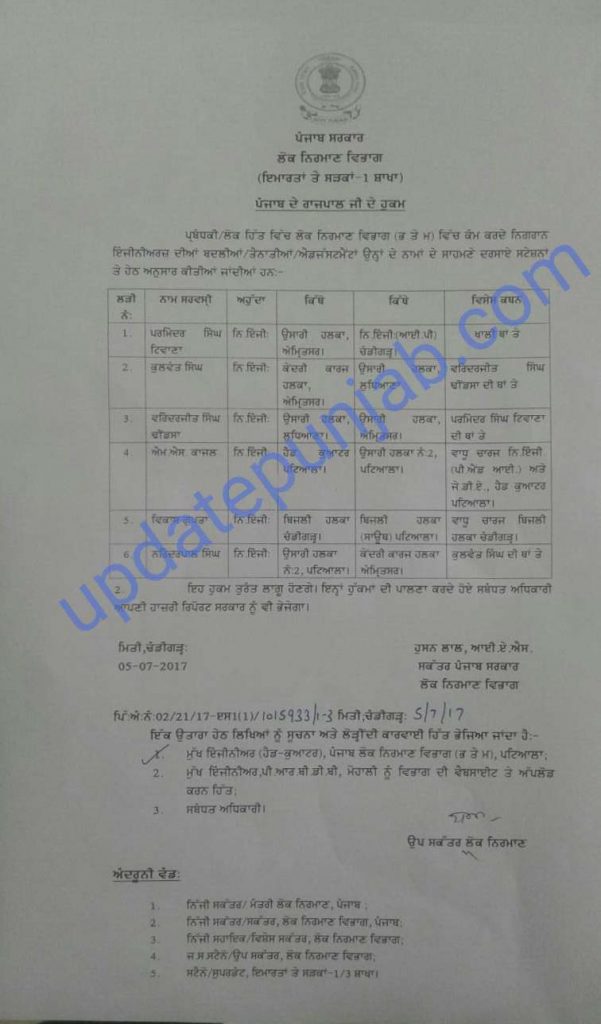 ਪੰਜਾਬ ਸਰਕਾਰ
ਲੋਕ ਨਿਰਮਾਣ ਵਿਭਾਗ
(ਇਮਾਰਤਾਂ ਤੇ ਸੜਕਾਂ-1 ਸ਼ਾਖਾ)
ਪੰਜਾਬ ਦੇ ਰਾਜਪਾਲ ਜੀ ਦੇ ਹੁਕਮ
ਪ੍ਰਬੰਧਕੀ/ਲੋਕ ਹਿੱਤ ਵਿੱਚ ਲੋਕ ਨਿਰਮਾਣ ਵਿਭਾਗ (ਭ ਤੇ ਮ) ਵਿੱਚ ਕੰਮ ਕਰਦੇ ਨਿਗਰਾਨ
ਇੰਜੀਨੀਅਰਜ਼ ਦੀਆਂ ਬਦਲੀਆਂ/ਤੈਨਾਤੀਆਂ/ਐਡਜਸਟਮੈਂਟਾਂ ਉਨ੍ਹਾਂ ਦੇ ਨਾਮਾਂ ਦੇ ਸਾਹਮਣੇ ਦਰਸਾਏ ਸਟੇਸ਼ਨਾਂ
ਤੇ ਹੇਠ ਅਨੁਸਾਰ ਕੀਤੀਆਂ ਜਾਂਦੀਆਂ ਹਨ:-
ਲੜੀ ਨੰ: ਨਾਮ ਸਰਵਸ੍ਰੀ ਅਹੁੱਦਾ ਕਿੱਥੋਂ ਕਿੱਥੇ ਵਿਸ਼ੇਸ਼ ਕਥਨ
1. ਪਰਮਿੰਦਰ ਸਿੰਘ ਟਿਵਾਣਾ ਨਿ:ਇੰਜੀ: ਉਸਾਰੀ ਹਲਕਾ, ਅੰਮ੍ਰਿਤਸਰ। ਨਿ:ਇੰਜੀ:(ਆਈ.ਪੀ) ਚੰਡੀਗੜ੍ਹ। ਖਾਲੀ ਥਾਂ ਤੇ
2. ਕੁਲਵੰਤ ਸਿੰਘ ਨਿ:ਇੰਜੀ: ਕੇਂਦਰੀ ਕਾਰਜ ਹਲਕਾ, ਅੰਮ੍ਰਿਤਸਰ। ਉਸਾਰੀ ਹਲਕਾ, ਲੁਧਿਆਣਾ। ਵਰਿੰਦਰਜੀਤ ਸਿੰਘ ਢੀਂਡਸਾ ਦੀ ਥਾਂ ਤੇ
3. ਵਰਿੰਦਰਜੀਤ ਸਿੰਘ ਢੀਂਡਸਾ ਨਿ:ਇੰਜੀ: ਉਸਾਰੀ ਹਲਕਾ, ਲੁਧਿਆਣਾ। ਉਸਾਰੀ ਹਲਕਾ, ਅੰਮ੍ਰਿਤਸਰ। ਪਰਮਿੰਦਰ ਸਿੰਘ ਟਿਵਾਣਾ ਦੀ ਥਾਂ ਤੇ
4. ਐਮ.ਐਸ ਕਾਜਲ ਨਿ:ਇੰਜੀ: ਹੈਡ ਕੁਆਟਰ ਪਟਿਆਲਾ। ਉਸਾਰੀ ਹਲਕਾ ਨੰ:2, ਪਟਿਆਲਾ। ਵਾਧੂ ਚਾਰਜ ਨਿ:ਇੰਜੀ: (ਪੀ.ਐਂਡ ਆਈ.) ਅਤੇ ਜੇ.ਡੀ.ਏ., ਹੈਡ ਕੁਆਟਰ ਪਟਿਆਲਾ।
5. ਵਿਕਾਸ ਗੁਪਤਾ ਨਿ:ਇੰਜੀ: ਬਿਜਲੀ ਹਲਕਾ ਚੰਡੀਗੜ੍ਹ। ਬਿਜਲੀ ਹਲਕਾ (ਸਾਊਥ) ਪਟਿਆਲਾ। ਵਾਧੂ ਚਾਰਜ ਬਿਜਲੀ ਹਲਕਾ ਚੰਡੀਗੜ੍ਹ।
6. ਨਰਿੰਦਰਪਾਲ ਸਿੰਘ ਨਿ:ਇੰਜੀ: ਉਸਾਰੀ ਹਲਕਾ ਨੰ:2, ਪਟਿਆਲਾ। ਕੇਂਦਰੀ ਕਾਰਜ ਹਲਕਾ, ਅੰਮ੍ਰਿਤਸਰ। ਕੁਲਵੰਤ ਸਿੰਘ ਦੀ ਥਾਂ ਤੇ
2. ਇਹ ਹੁਕਮ ਤੁਰੰਤ ਲਾਗੂ ਹੋਣਗੇ। ਇਨ੍ਹਾਂ ਹੁੱਕਮਾਂ ਦੀ ਪਾਲਣਾ ਕਰਦੇ ਹੋਏ ਸਬੰਧਤ ਅਧਿਕਾਰੀ
ਆਪਣੀ ਹਾਜ਼ਰੀ ਰਿਪੋਰਟ ਸਰਕਾਰ ਨੂੰ ਵੀ ਭੇਜੇਗਾ।
ਮਿਤੀ,ਚੰਡੀਗੜ੍ਹ: ਹੁਸਨ ਲਾਲ, ਆਈ.ਏ.ਐਸ.
05-07-2017 ਸਕੱਤਰ ਪੰਜਾਬ ਸਰਕਾਰ
ਲੋਕ ਨਿਰਮਾਣ ਵਿਭਾਗ
ਪਿੱ:ਅੰ:ਨੰ:02/21/17-ਏਸ1(1)/1015933/1-3 ਮਿਤੀ,ਚੰਡੀਗੜ੍ਹ: 5/7/17
ਇੱਕ ਉਤਾਰਾ ਹੇਠ ਲਿਖਿਆਂ ਨੂੰ ਸੂਚਨਾ ਅਤੇ ਲੋੜੀਂਦੀ ਕਾਰਵਾਈ ਹਿੱਤ ਭੇਜਿਆ ਜਾਂਦਾ ਹੈ:-
1. ਮੁੱਖ ਇੰਜੀਨੀਅਰ (ਹੈਡ-ਕੁਆਟਰ), ਪੰਜਾਬ ਲੋਕ ਨਿਰਮਾਣ ਵਿਭਾਗ (ਭ ਤੇ ਮ), ਪਟਿਆਲਾ;
2. ਮੁੱਖ ਇੰਜੀਨੀਅਰ,ਪੀ.ਆਰ.ਬੀ.ਡੀ.ਬੀ, ਮੋਹਾਲੀ ਨੂੰ ਵਿਭਾਗ ਦੀ ਵੈਬਸਾਈਟ ਤੇ ਅੱਪਲੋਡ
ਕਰਨ ਹਿੱਤ;
3. ਸਬੰਧਤ ਅਧਿਕਾਰੀ।
ਉਪ ਸਕੱਤਰ ਲੋਕ ਨਿਰਮਾਣ
ਅੰਦਰੂਨੀ ਵੰਡ:
1. ਨਿੱਜੀ ਸਕੱਤਰ/ ਮੰਤਰੀ ਲੋਕ ਨਿਰਮਾਣ, ਪੰਜਾਬ ;
2. ਨਿੱਜੀ ਸਕੱਤਰ/ਸਕੱਤਰ, ਲੋਕ ਨਿਰਮਾਣ ਵਿਭਾਗ, ਪੰਜਾਬ;
3. ਨਿੱਜੀ ਸਹਾਇਕ/ਵਿਸ਼ੇਸ ਸਕੱਤਰ, ਲੋਕ ਨਿਰਮਾਣ ਵਿਭਾਗ;
4. ਜ.ਸ.ਸਟੈਨੋ/ਉਪ ਸਕੱਤਰ, ਲੋਕ ਨਿਰਮਾਣ ਵਿਭਾਗ;
5. ਸਟੈਨੋ/ਸੁਪਰਡੰਟ, ਇਮਾਰਤਾਂ ਤੇ ਸੜਕਾਂ-1/3 ਸ਼ਾਖਾ।
updatepunjab.com